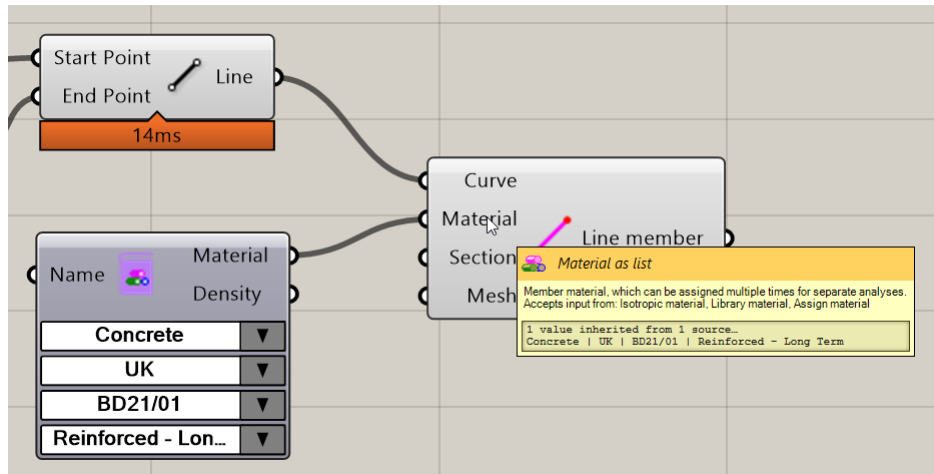 Start Point
Line
End Point
14ms
Curve
Material
Line member
Section
Mesh
Name
Material
Density
Concrete
UK
BD21/01
Reinforced - Lon...
Material as list
Member material, which can be assigned multiple times for separate analyses.
Accepts input from: Isotropic material, Library material, Assign material
1 value inherited from 1 source…
Concrete | UK | BD21/01 | Reinforced - Long Term